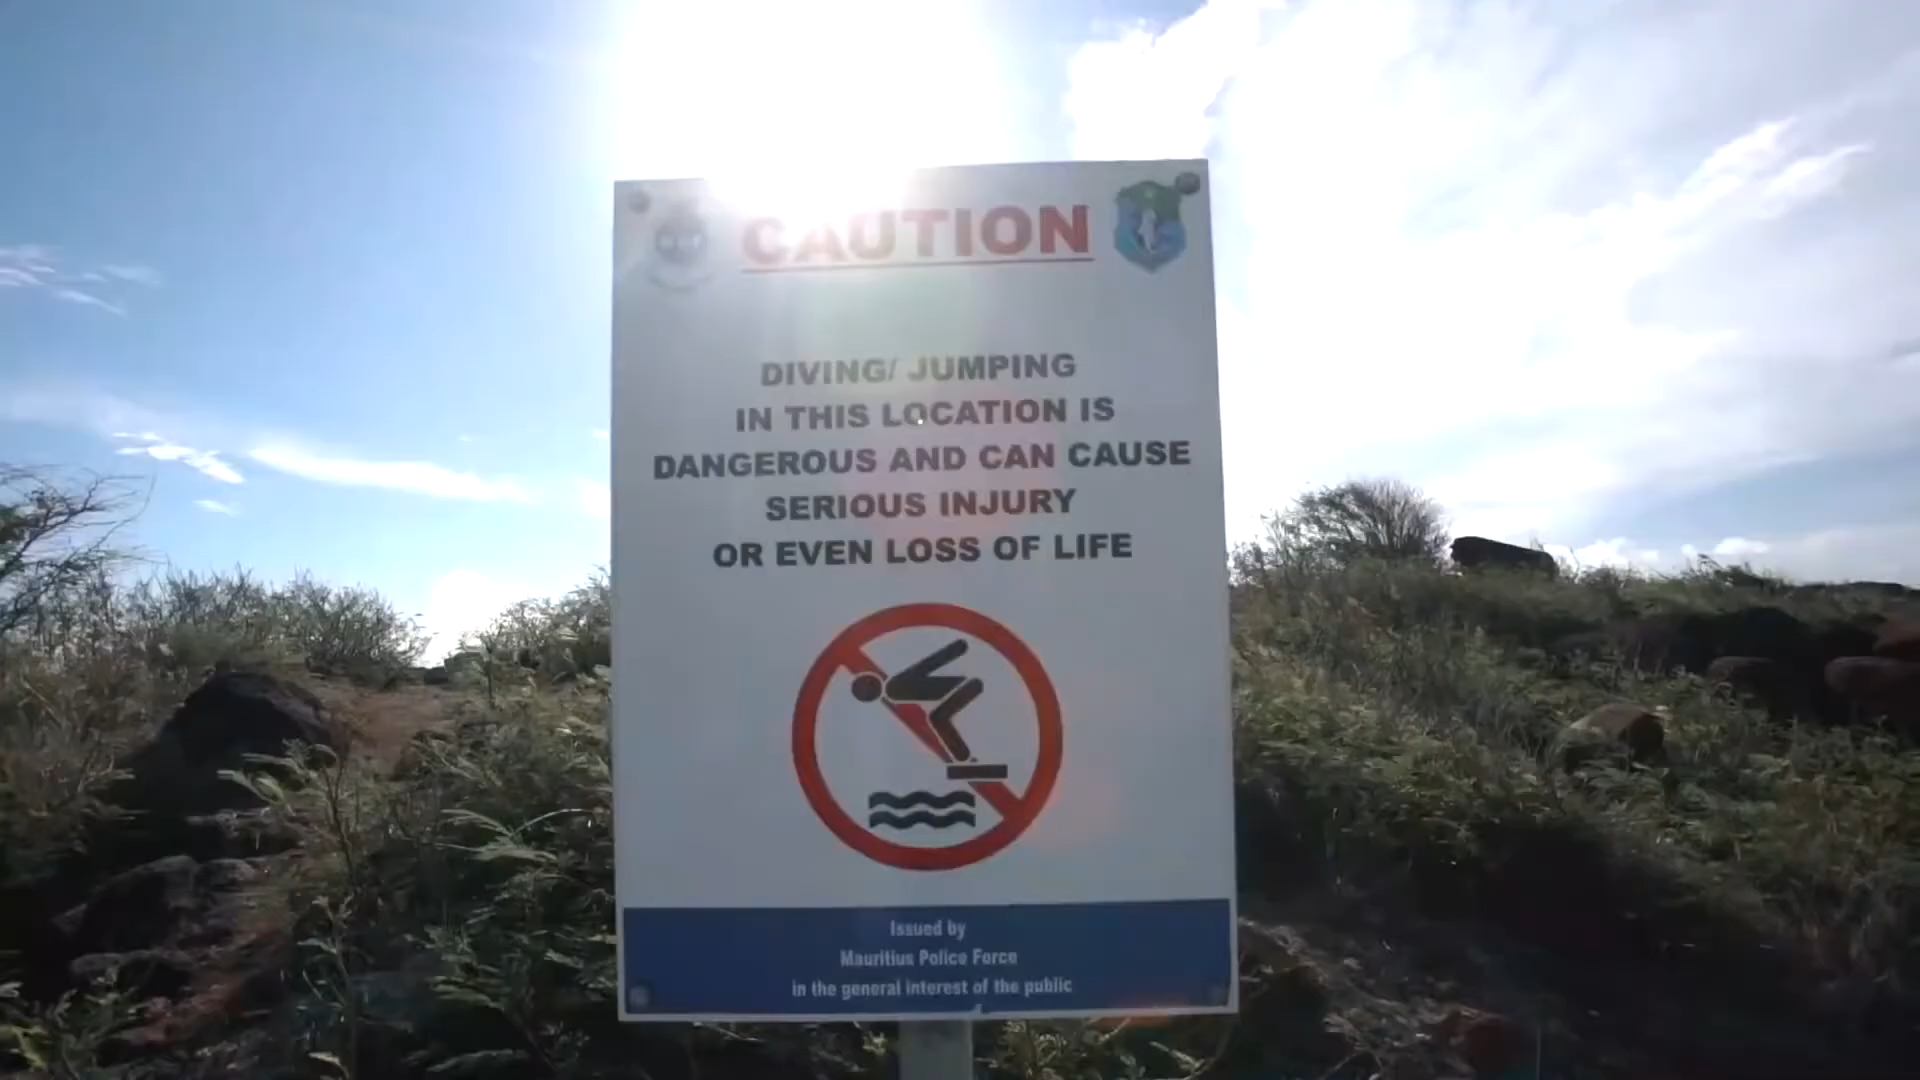 CAUTION
DIVING/ JUMPING
IN THIS LOCATION IS
DANGEROUS AND CAN CAUSE
SERIOUS INJURY
OR EVEN LOSS OF LIFE
Issued by
Mauritius Police Force
in the general interest of the public